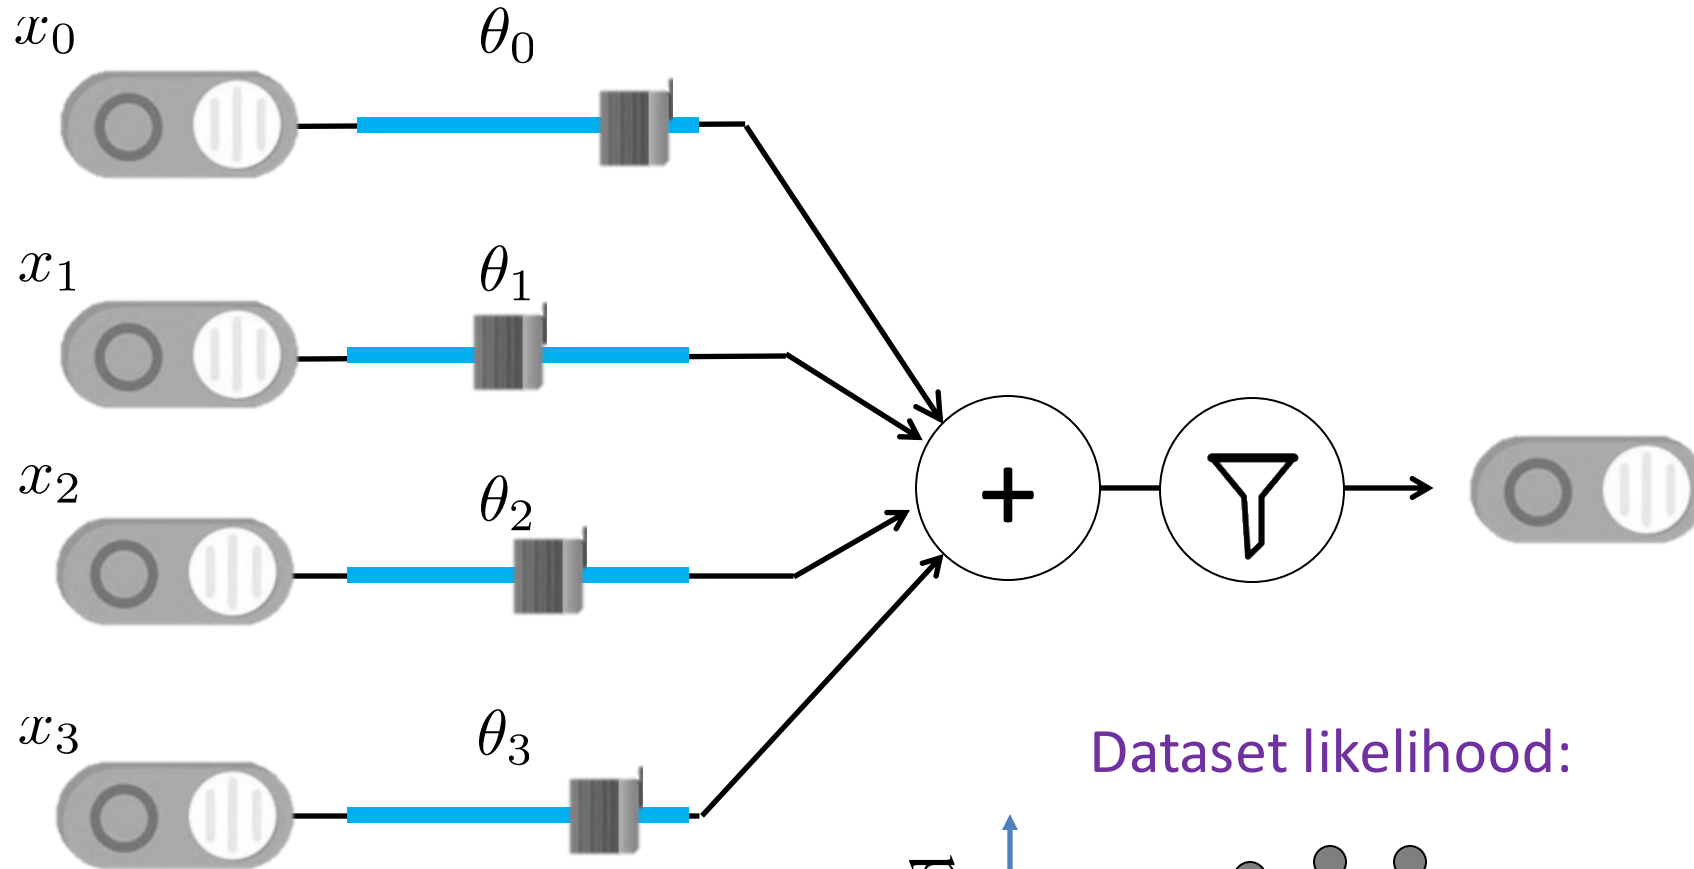 x₀ θ₀
x₁ θ₁
x₂ θ₂
+
x₃ θ₃
Dataset likelihood: